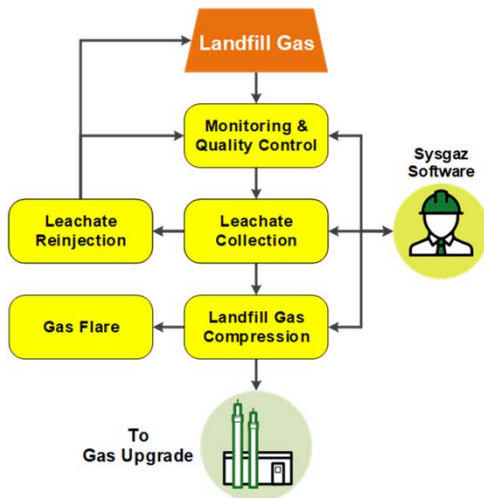 Landfill Gas
Monitoring &
Quality Control
Sysgaz
Software
Leachate
Reinjection
Leachate
Collection
Gas Flare
Landfill Gas
Compression
To
Gas Upgrade